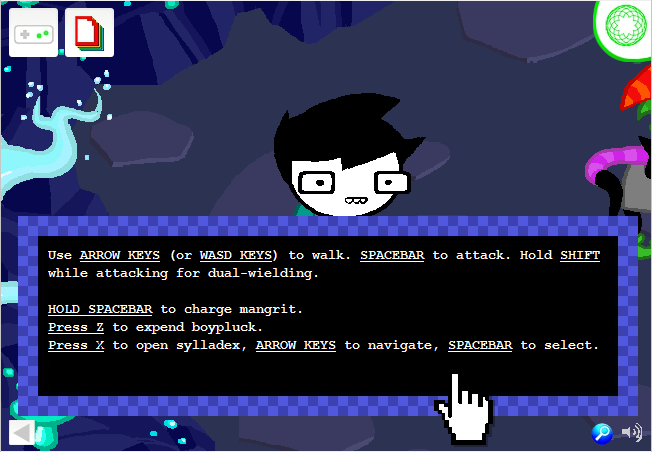 Use ARROW KEYS (or WASD KEYS) to walk. SPACEBAR to attack. Hold SHIFT
while attacking for dual-wielding.
HOLD SPACEBAR to charge mangrit.
Press Z to expend boypluck.
Press X to open sylladex, ARROW KEYS to navigate, SPACEBAR to select.